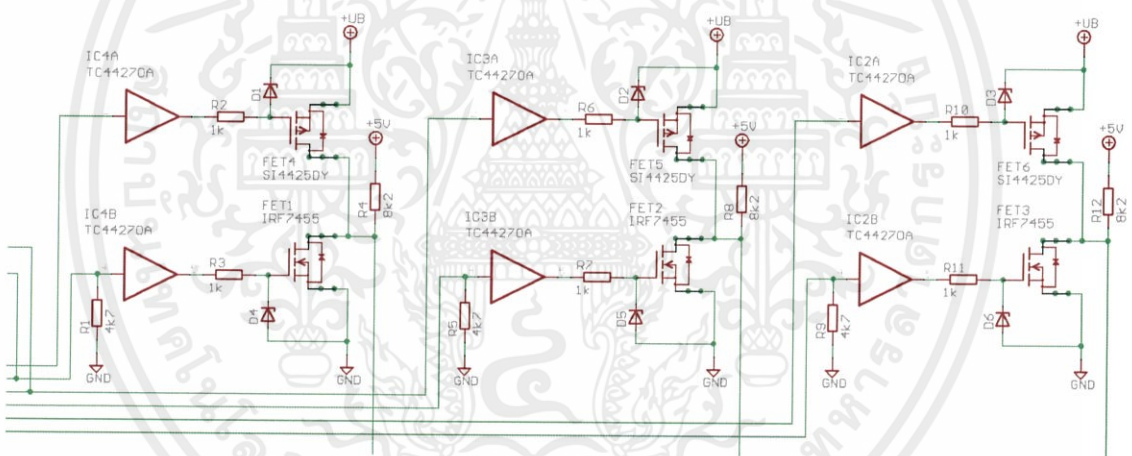 +UB
IC4A
TC44270A
R2
1k
D1
FET4
SI4425DY
+5V
R4
8k2
IC4B
TC44270A
R3
1k
FET1
IRF7455
D4
R1
4k7
GND
GND
+UB
IC3A
TC44270A
R6
1k
D2
FET5
SI4425DY
+5V
R8
8k2
IC3B
TC44270A
R7
1k
FET2
IRF7455
D5
R5
4k7
GND
GND
+UB
IC2A
TC44270A
R10
1k
D3
FET6
SI4425DY
+5V
R12
8k2
IC2B
TC44270A
R11
1k
FET3
IRF7455
D6
R9
4k7
GND
GND